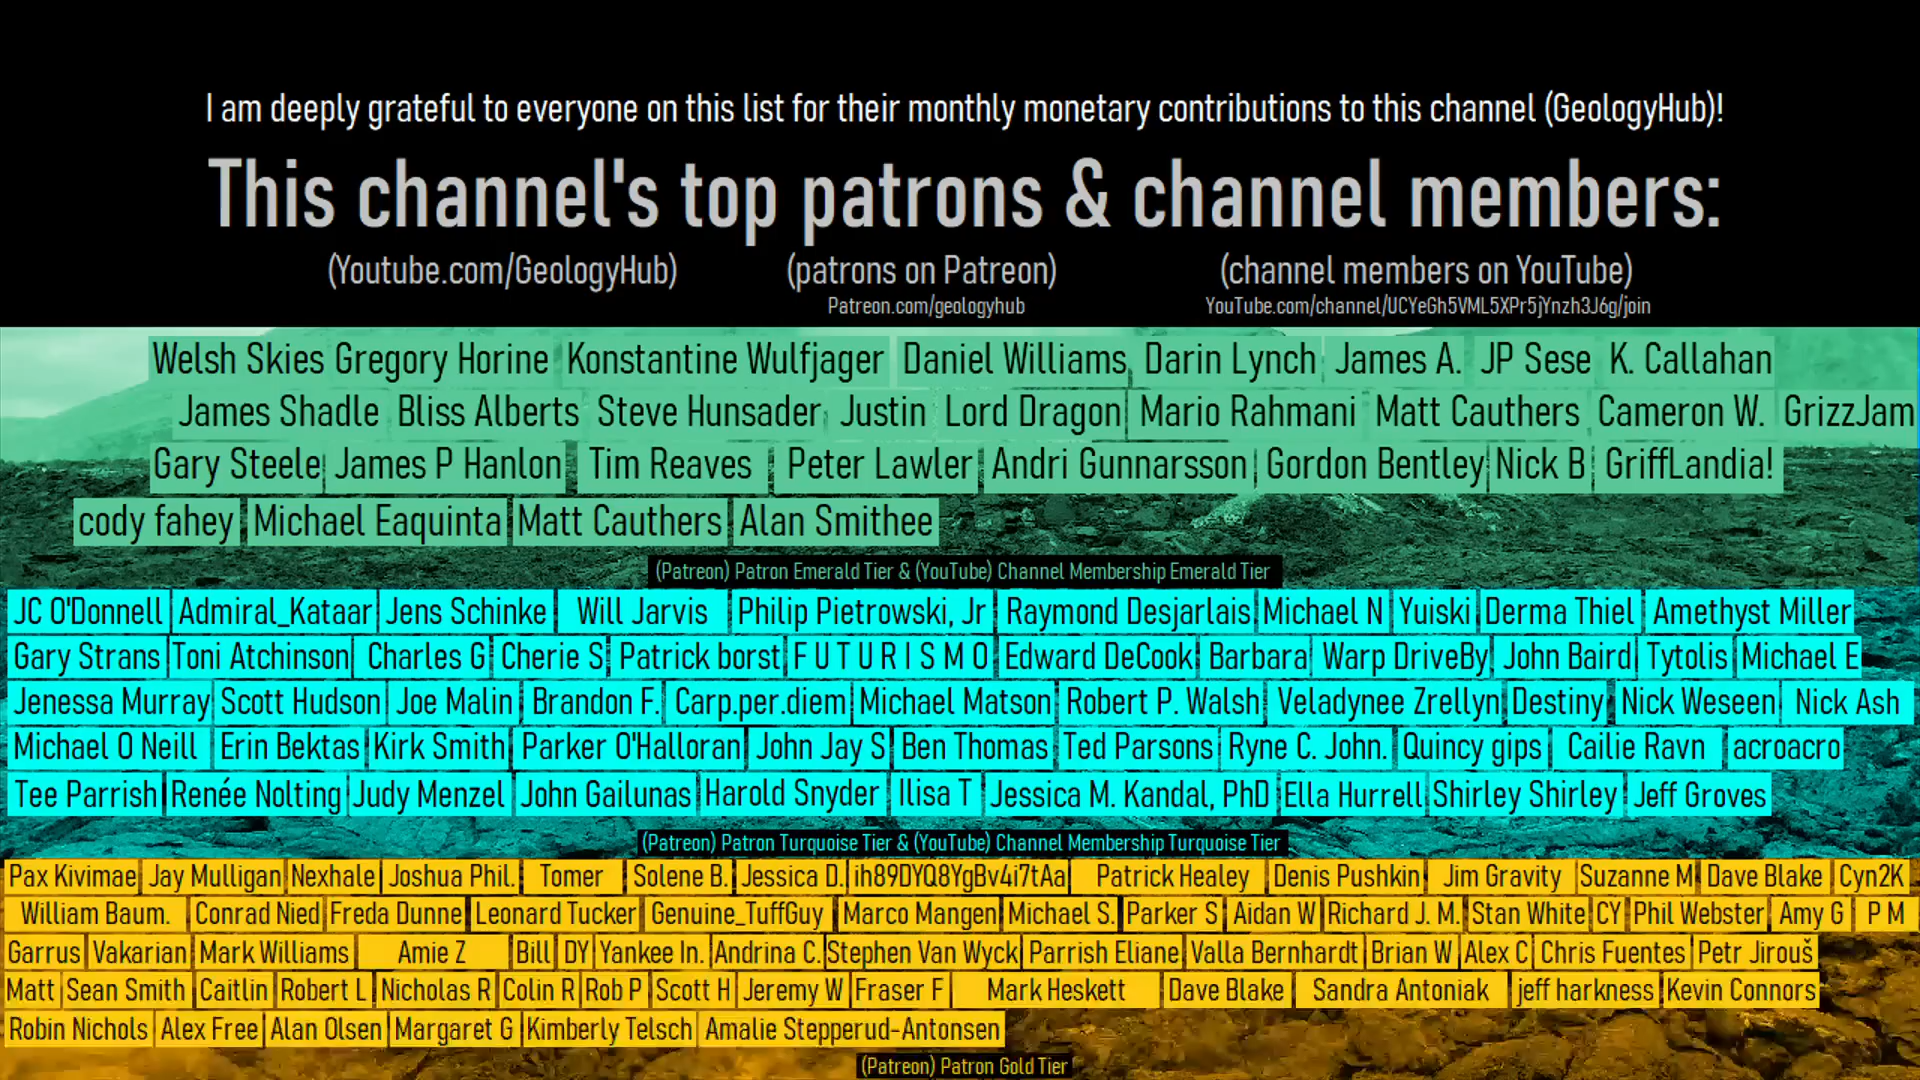 I am deeply grateful to everyone on this list for their monthly monetary contributions to this channel (GeologyHub)!
This channel's top patrons & channel members:
(Youtube.com/GeologyHub) (patrons on Patreon) (channel members on YouTube)
Patreon.com/geologyhub YouTube.com/channel/UCYeGh5VML5XPr5jYnzh3J6g/join
Welsh Skies Gregory Horine Konstantine Wulfjager Daniel Williams Darin Lynch James A. JP Sese K. Callahan
James Shadle Bliss Alberts Steve Hunsader Justin Lord Dragon Mario Rahmani Matt Cauthers Cameron W. GrizzJam
Gary Steele James P Hanlon Tim Reaves Peter Lawler Andri Gunnarsson Gordon Bentley Nick B GriffLandia!
cody fahey Michael Eaquinta Matt Cauthers Alan Smithee
(Patreon) Patron Emerald Tier & (YouTube) Channel Membership Emerald Tier
JC O'Donnell Admiral_Kataar Jens Schinke Will Jarvis Philip Pietrowski, Jr Raymond Desjarlais Michael N Yuiski Derma Thiel Amethyst Miller
Gary Strans Toni Atchinson Charles G Cherie S Patrick borst F U T U R I S M O Edward DeCook Barbara Warp DriveBy John Baird Tytolis Michael E
Jenessa Murray Scott Hudson Joe Malin Brandon F. Carp.per.diem Michael Matson Robert P. Walsh Veladynee Zrellyn Destiny Nick Weseen Nick Ash
Michael O Neill Erin Bektas Kirk Smith Parker O'Halloran John Jay S Ben Thomas Ted Parsons Ryne C. John. Quincy gips Cailie Ravn acroacro
Tee Parrish Renée Nolting Judy Menzel John Gailunas Harold Snyder Ilisa T Jessica M. Kandal, PhD Ella Hurrell Shirley Shirley Jeff Groves
(Patreon) Patron Turquoise Tier & (YouTube) Channel Membership Turquoise Tier
Pax Kivimae Jay Mulligan Nexhale Joshua Phil. Tomer Solene B. Jessica D. ih89DYQ8YgBv4i7tAa Patrick Healey Denis Pushkin Jim Gravity Suzanne M Dave Blake Cyn2K
William Baum. Conrad Nied Freda Dunne Leonard Tucker Genuine_TuffGuy Marco Mangen Michael S. Parker S Aidan W Richard J. M. Stan White CY Phil Webster Amy G P M
Garrus Vakarian Mark Williams Amie Z Bill DY Yankee In. Andrina C. Stephen Van Wyck Parrish Eliane Valla Bernhardt Brian W Alex C Chris Fuentes Petr Jirouš
Matt Sean Smith Caitlin Robert L Nicholas R Colin R Rob P Scott H Jeremy W Fraser F Mark Heskett Dave Blake Sandra Antoniak jeff harkness Kevin Connors
Robin Nichols Alex Free Alan Olsen Margaret G Kimberly Telsch Amalie Stepperud-Antonsen
(Patreon) Patron Gold Tier